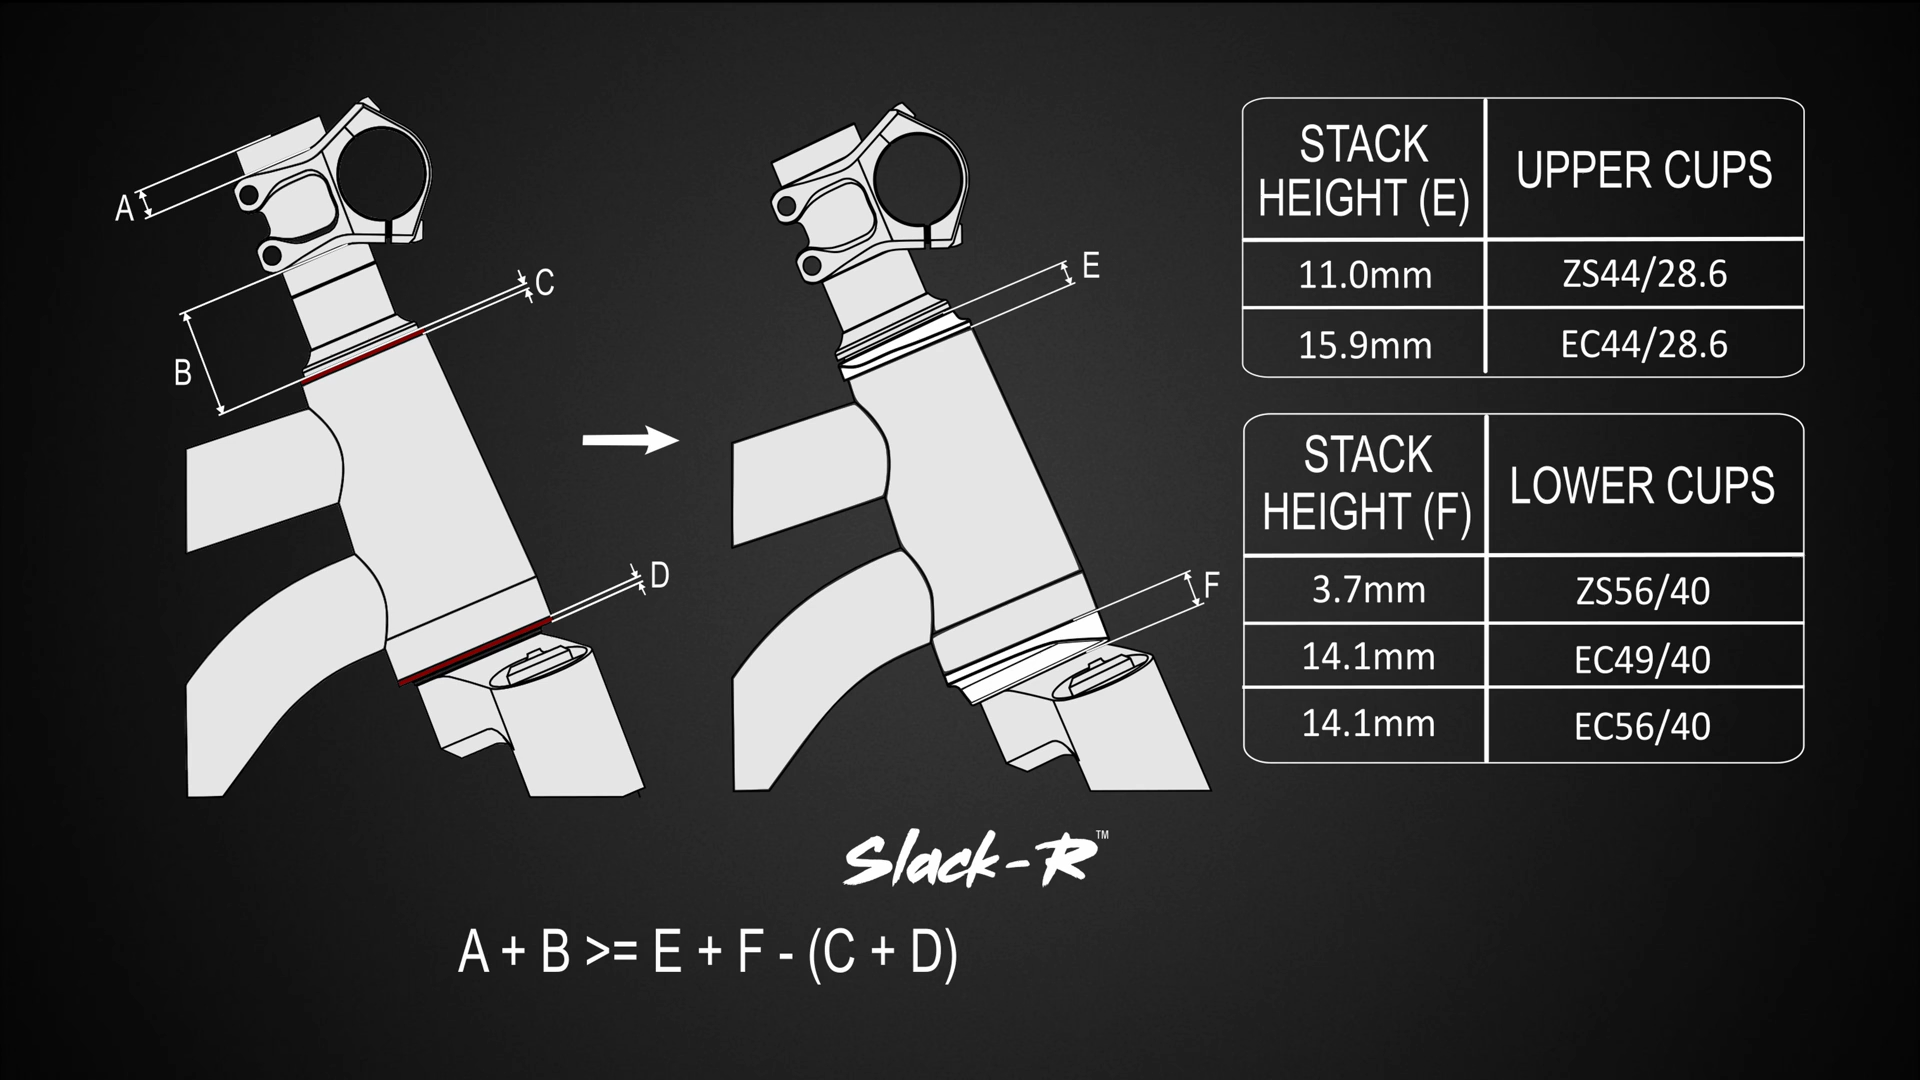 A
B
C
D
E
F
STACK
HEIGHT (E)
UPPER CUPS
11.0mm
ZS44/28.6
15.9mm
EC44/28.6
STACK
HEIGHT (F)
LOWER CUPS
3.7mm
ZS56/40
14.1mm
EC49/40
14.1mm
EC56/40
Slack-R™
A + B >= E + F - (C + D)